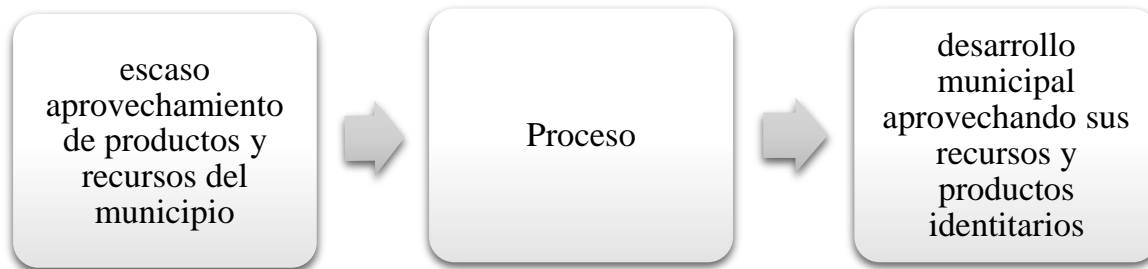 escaso
aprovechamiento
de productos y
recursos del
municipio
Proceso
desarrollo
municipal
aprovechando sus
recursos y
productos
identitarios